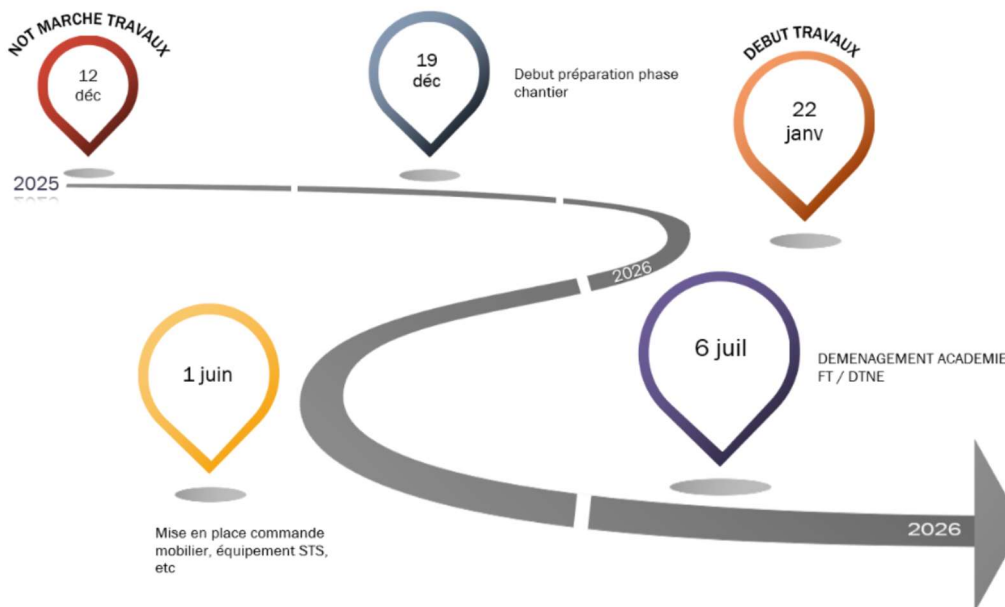 NOT MARCHE TRAVAUX
12
déc
19
déc
Debut préparation phase
chantier
DEBUT TRAVAUX
22
janv
2025
2026
1 juin
6 juil
DEMENAGEMENT ACADEMIE
FT / DTNE
Mise en place commande
mobilier, équipement STS,
etc
2026